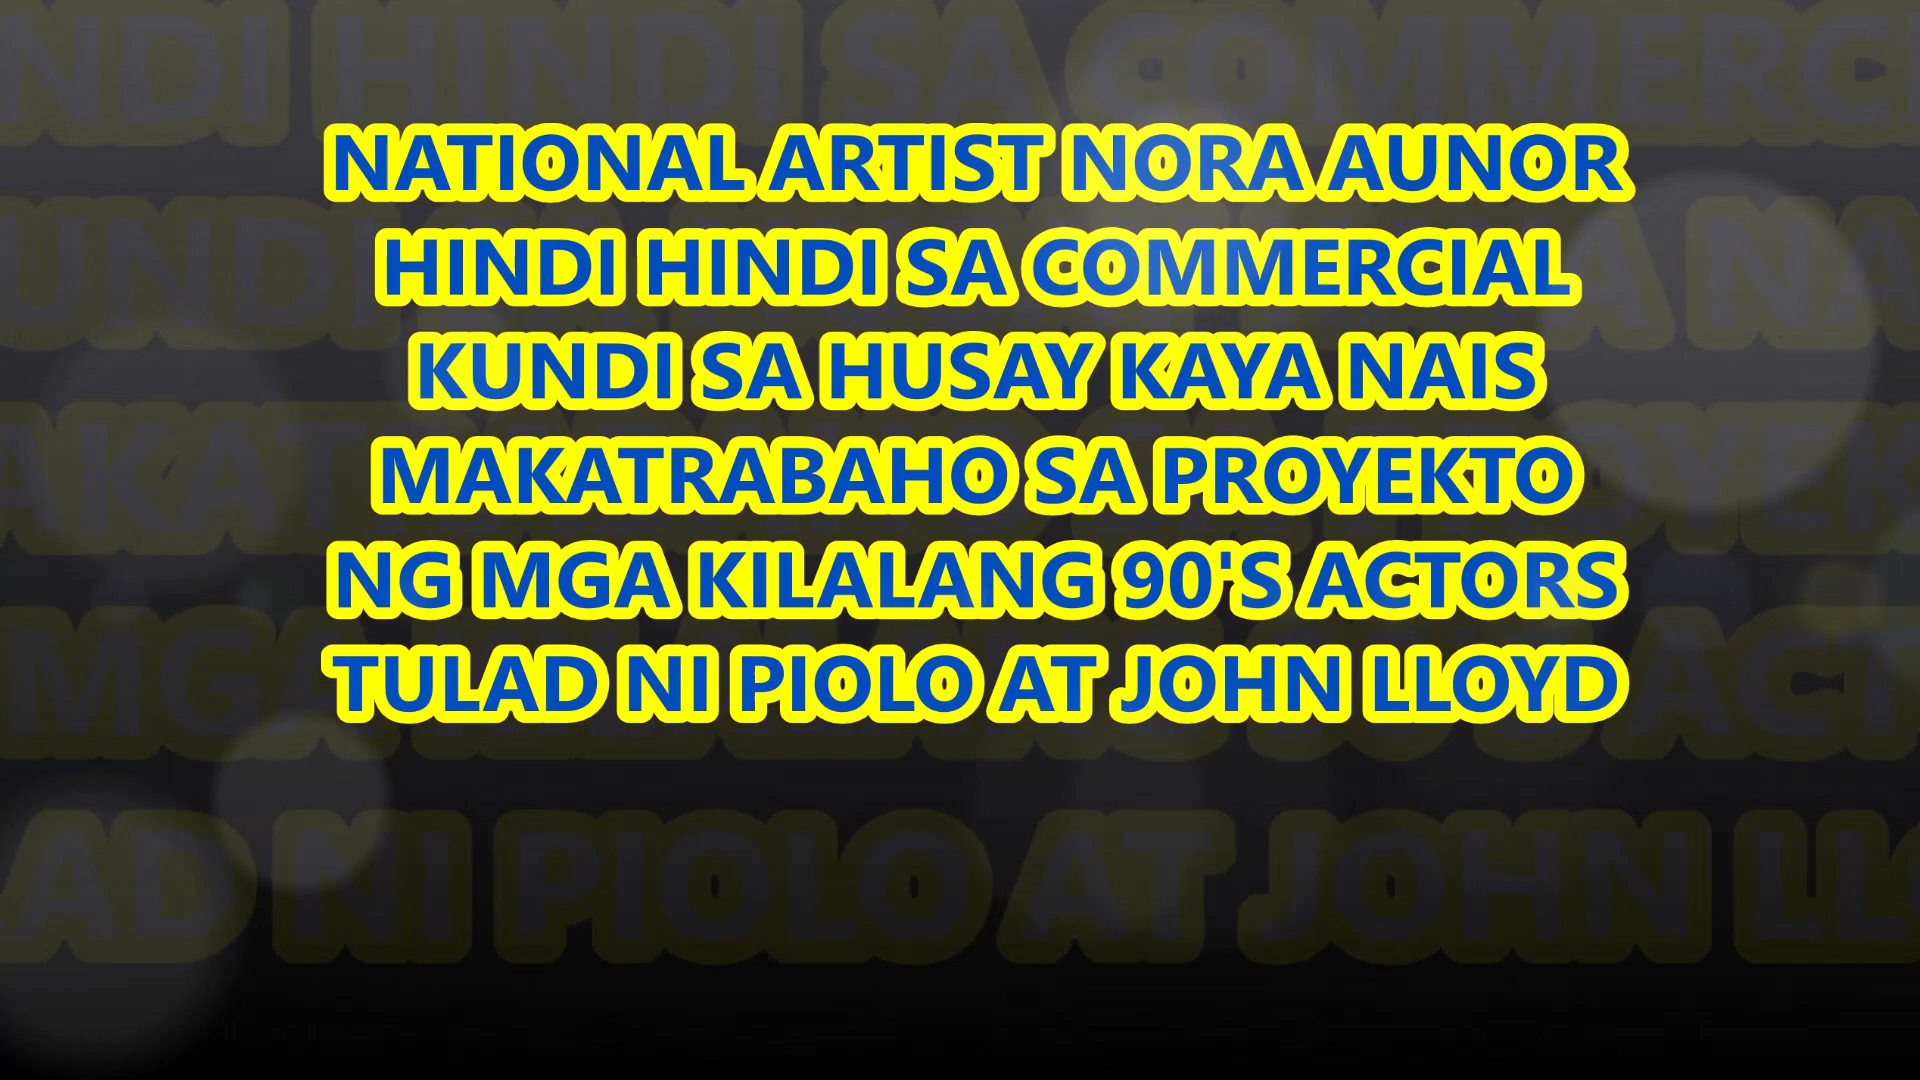 NATIONAL ARTIST NORA AUNOR
HINDI HINDI SA COMMERCIAL
KUNDI SA HUSAY KAYA NAIS
MAKATRABAHO SA PROYEKTO
NG MGA KILALANG 90'S ACTORS
TULAD NI PIOLO AT JOHN LLOYD